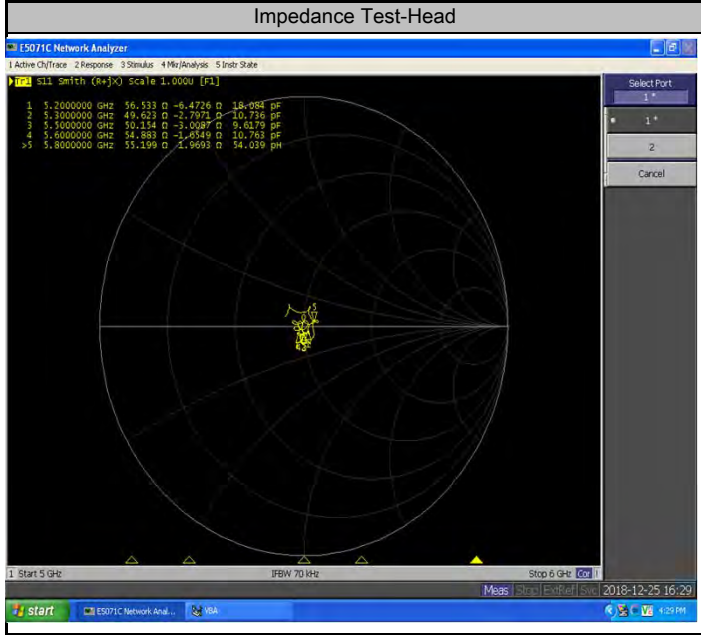 Impedance Test-Head
E5071C Network Analyzer
1 Active Ch/Trace 2 Response 3 Stimulus 4 Mkr/Analysis 5 Instr State
Tr1 S11 Smith (R+jX) Scale 1.000U [F1]
1 5.2000000 GHz 56.533 Ω -6.4726 Ω 18.084 pF
2 5.3000000 GHz 49.623 Ω -2.7971 Ω 10.736 pF
3 5.5000000 GHz 50.154 Ω -3.0087 Ω 9.6179 pF
4 5.6000000 GHz 54.883 Ω -1.6549 Ω 10.763 pF
>5 5.8000000 GHz 55.199 Ω 1.9693 Ω 54.039 pH
5
Select Port
1 *
1 *
2
Cancel
1 Start 5 GHz IFBW 70 kHz Stop 6 GHz Cor !
Meas Stop ExtRef Svc 2018-12-25 16:29
start E5071C Network Anal... VBA 4:29 PM